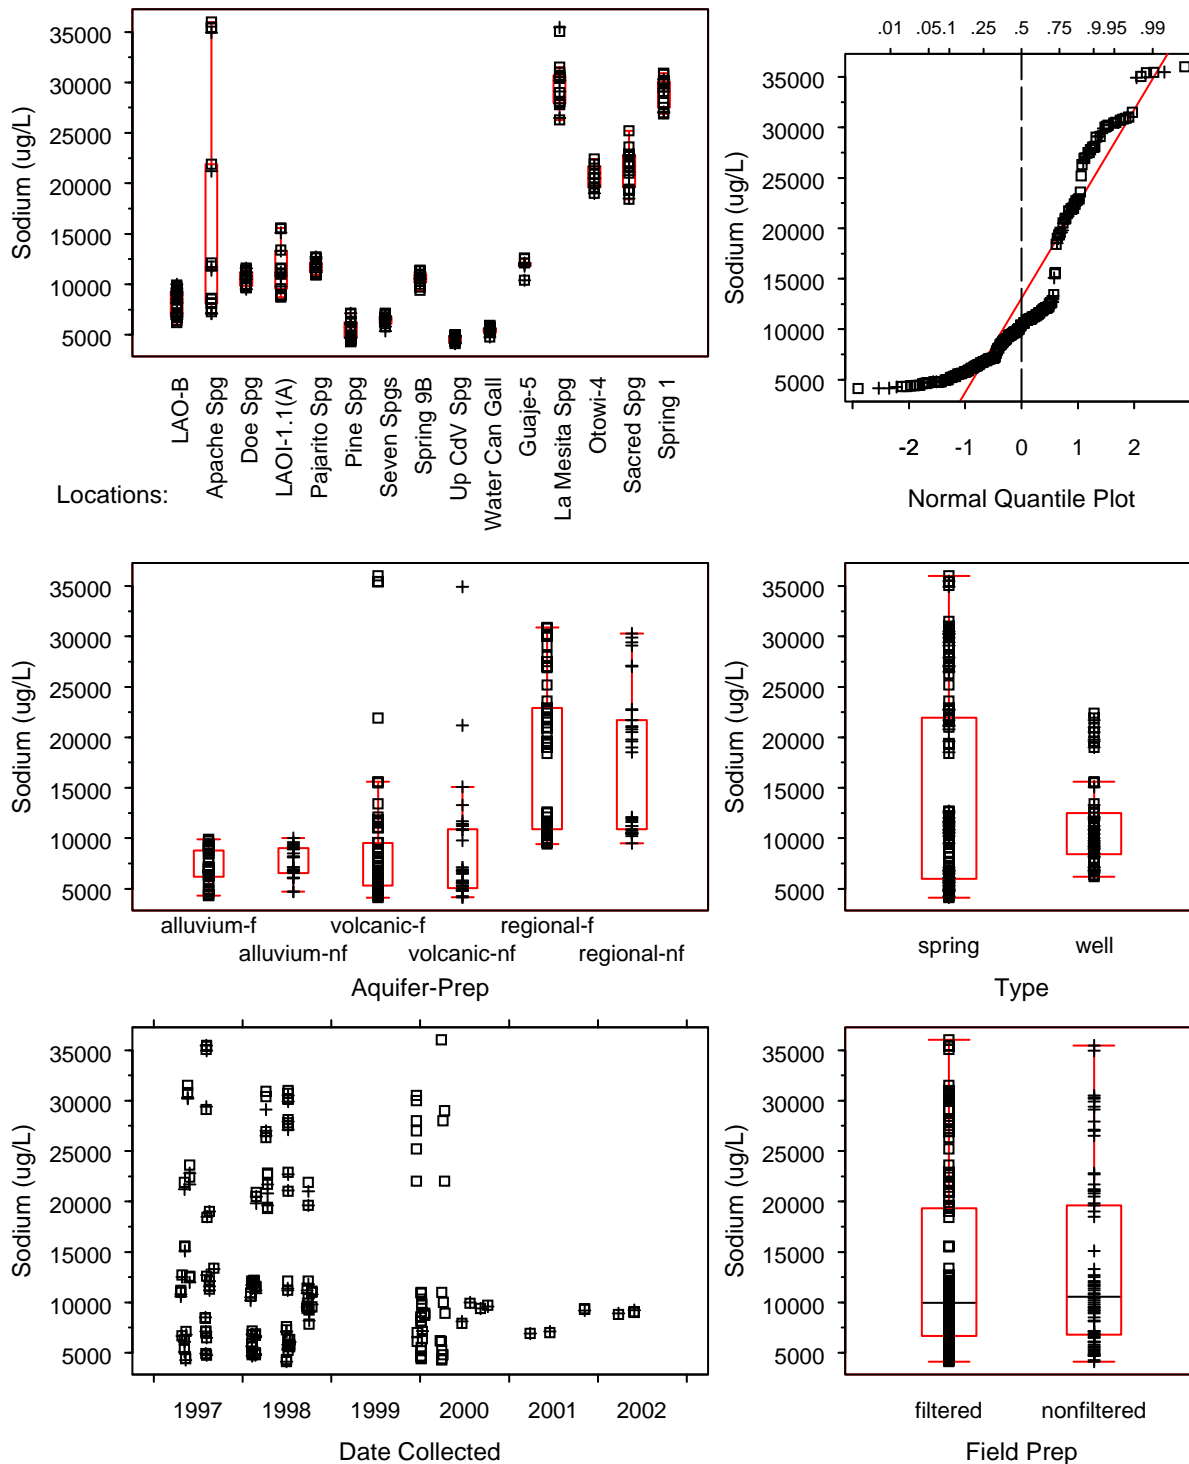 35000
30000
25000
20000
15000
10000
5000
Sodium (ug/L)
Locations:
LAO-B
Apache Spg
Doe Spg
LAOI-1.1(A)
Pajarito Spg
Pine Spg
Seven Spgs
Spring 9B
Up CdV Spg
Water Can Gall
Guaje-5
La Mesita Spg
Otowi-4
Sacred Spg
Spring 1
.01 .05 .1 .25 .5 .75 .9 .95 .99
35000
30000
25000
20000
15000
10000
5000
Sodium (ug/L)
-2 -1 0 1 2
Normal Quantile Plot
35000
30000
25000
20000
15000
10000
5000
Sodium (ug/L)
alluvium-f volcanic-f regional-f
alluvium-nf volcanic-nf regional-nf
Aquifer-Prep
35000
30000
25000
20000
15000
10000
5000
Sodium (ug/L)
spring well
Type
35000
30000
25000
20000
15000
10000
5000
Sodium (ug/L)
1997 1998 1999 2000 2001 2002
Date Collected
35000
30000
25000
20000
15000
10000
5000
Sodium (ug/L)
filtered nonfiltered
Field Prep